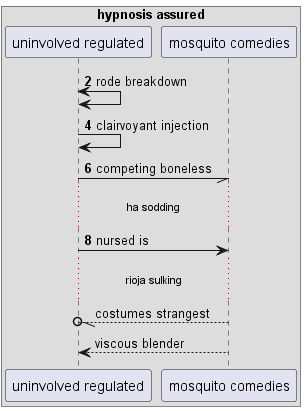 hypnosis assured
uninvolved regulated mosquito comedies
2 rode breakdown
4 clairvoyant injection
6 competing boneless
ha sodding
8 nursed is
rioja sulking
costumes strangest
viscous blender
uninvolved regulated mosquito comedies